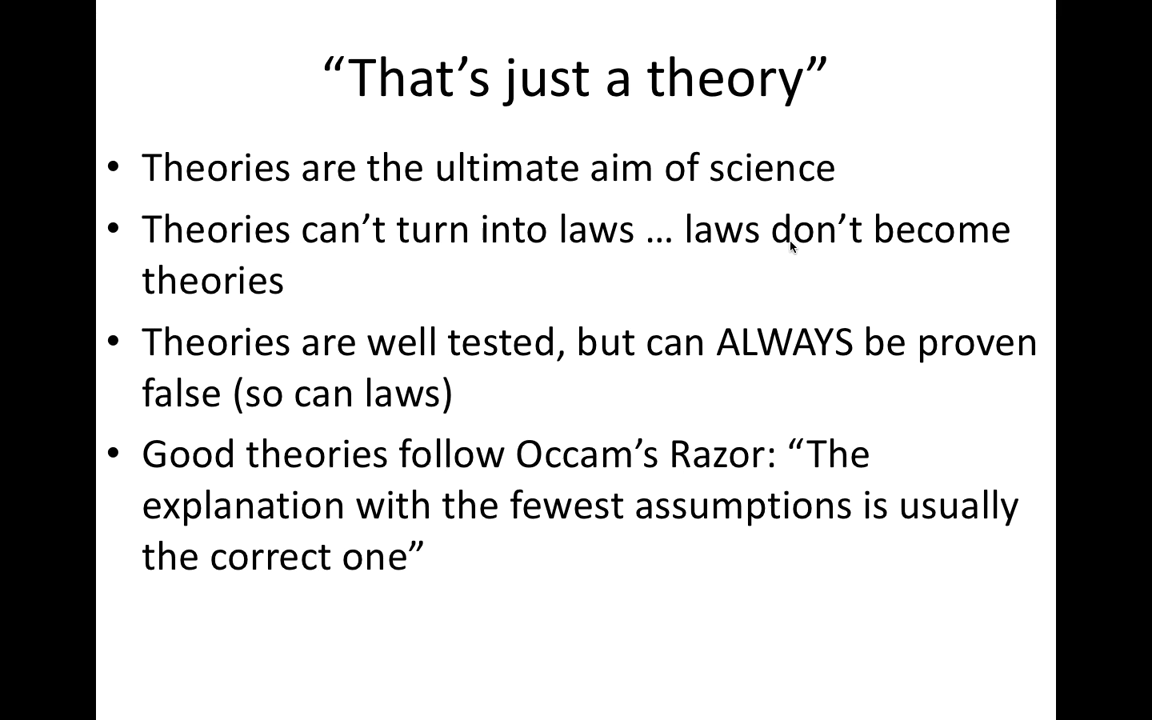 “That’s just a theory”
• Theories are the ultimate aim of science
• Theories can’t turn into laws … laws don’t become
theories
• Theories are well tested, but can ALWAYS be proven
false (so can laws)
• Good theories follow Occam’s Razor: “The
explanation with the fewest assumptions is usually
the correct one”